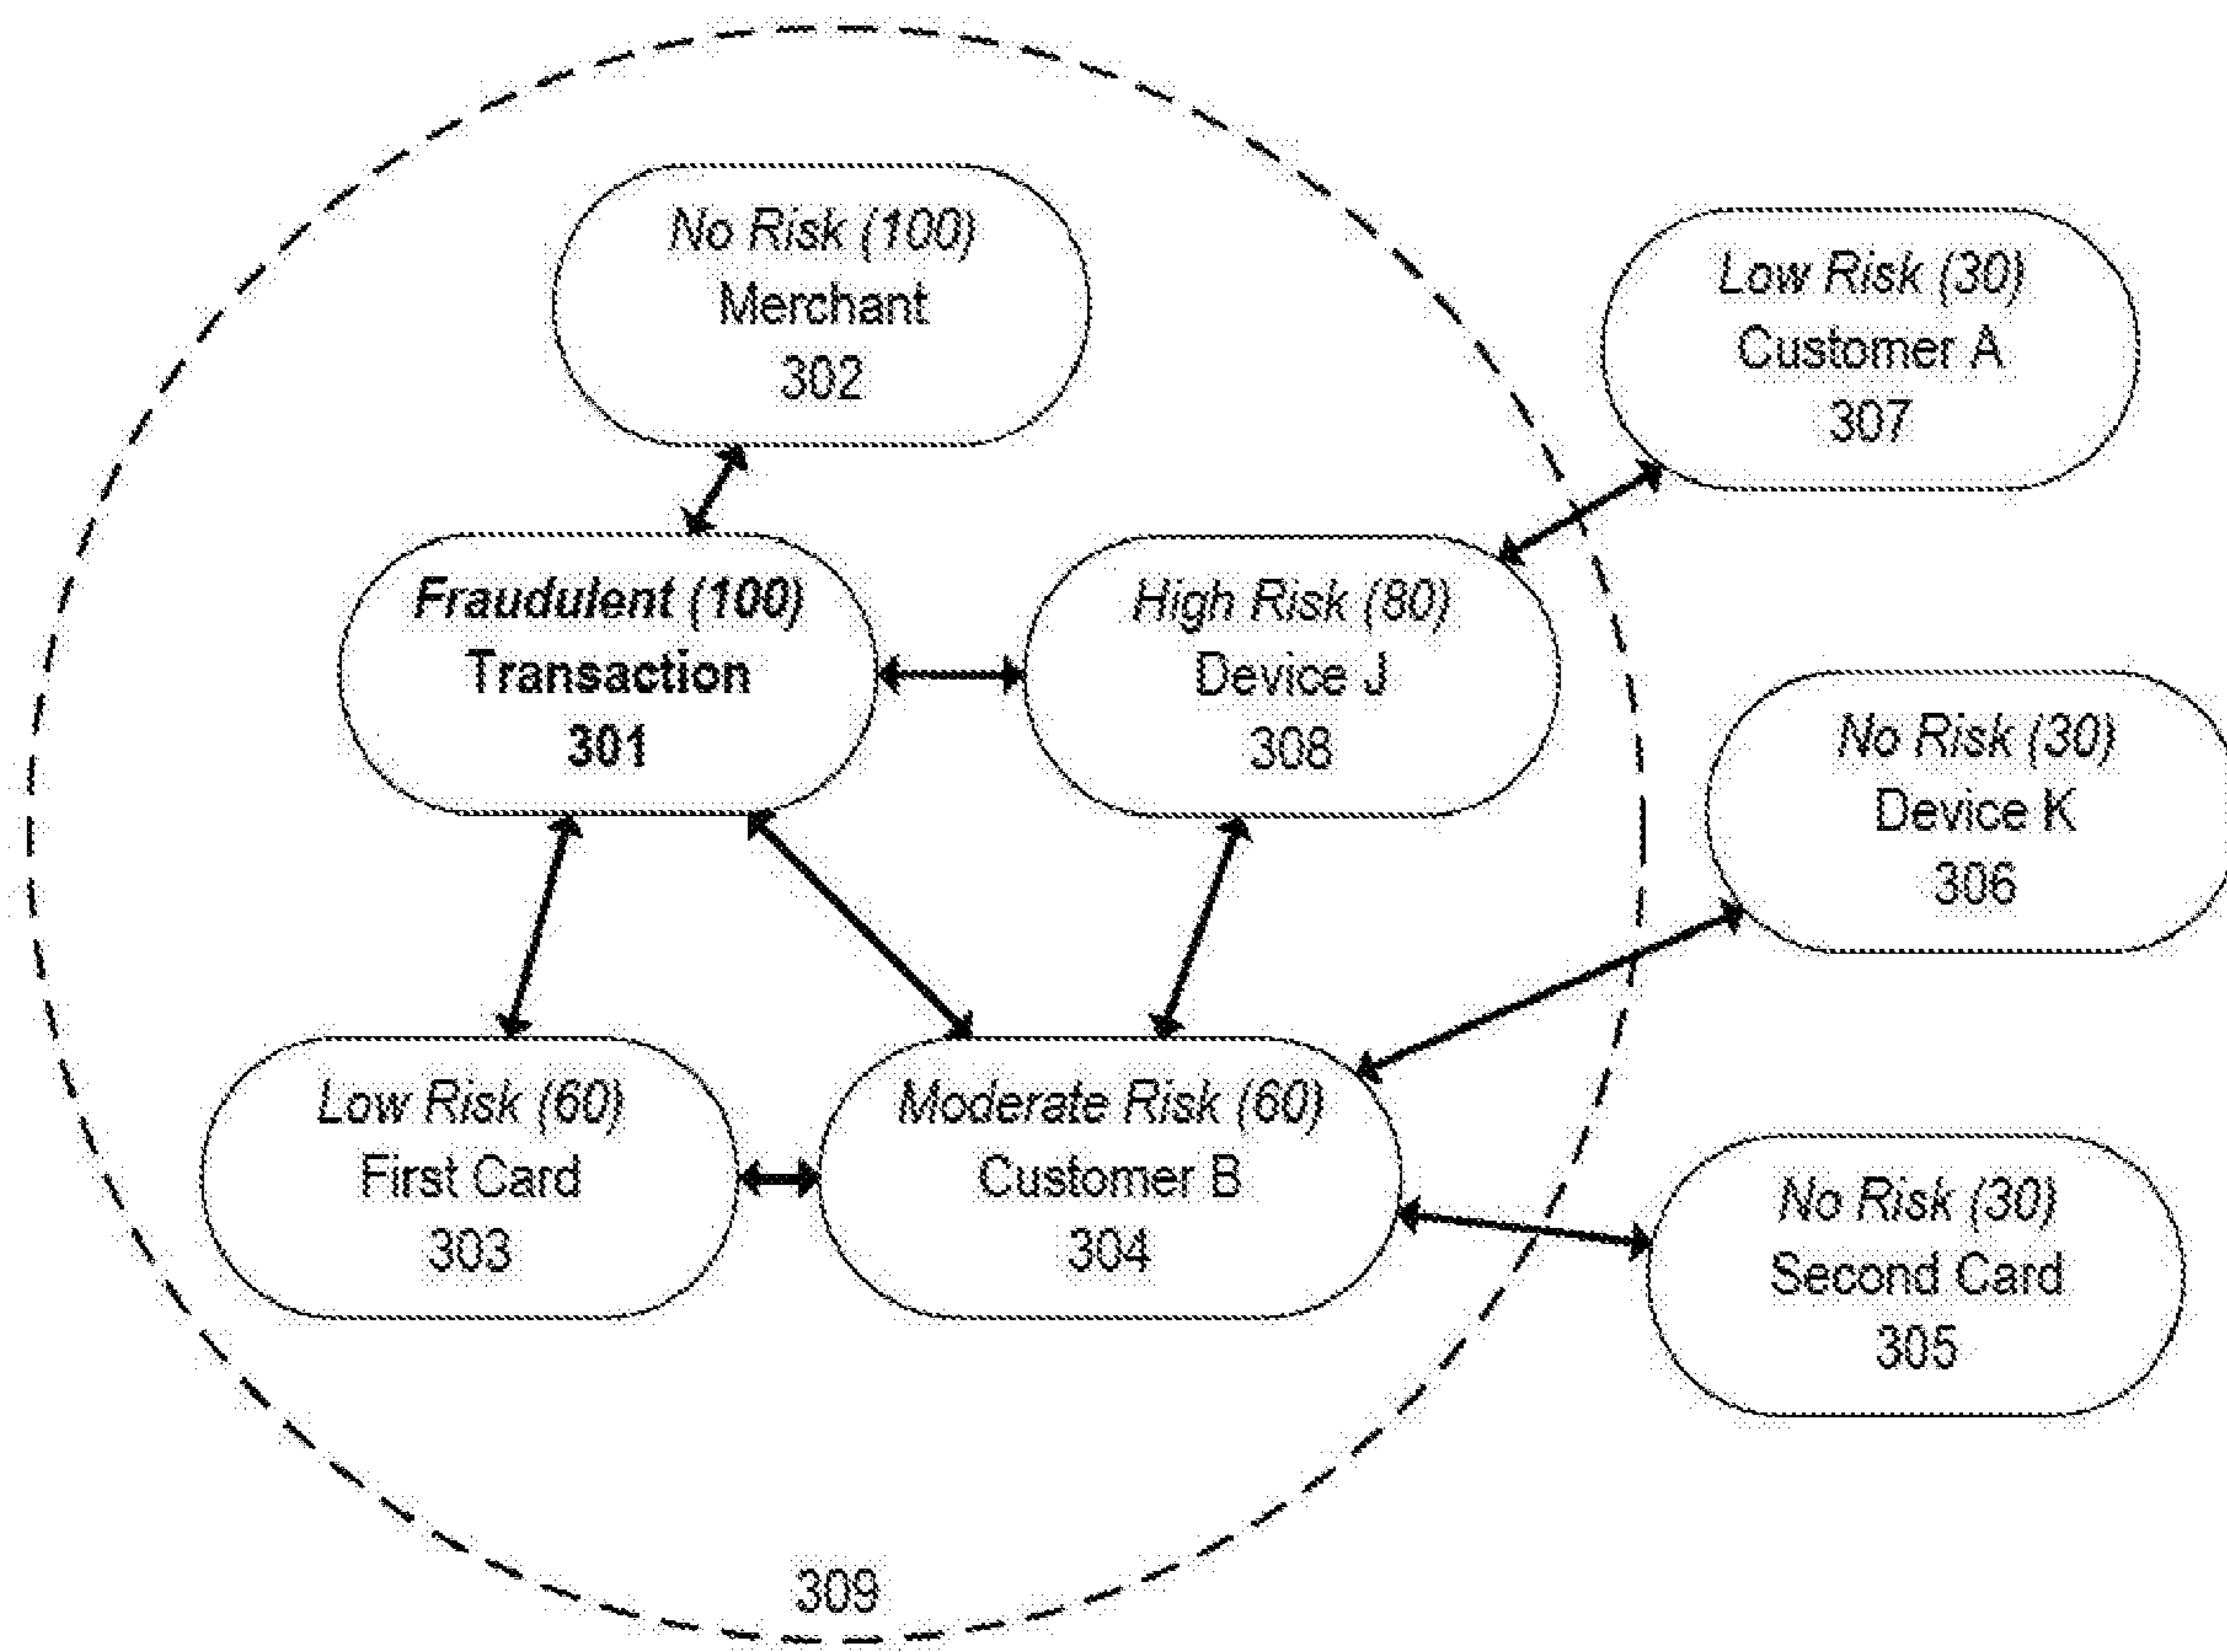 No Risk (100)
Merchant
302
Low Risk (30)
Customer A
307
Fraudulent (100)
Transaction
301
High Risk (80)
Device J
308
No Risk (30)
Device K
306
Low Risk (60)
First Card
303
Moderate Risk (60)
Customer B
304
No Risk (30)
Second Card
305
309